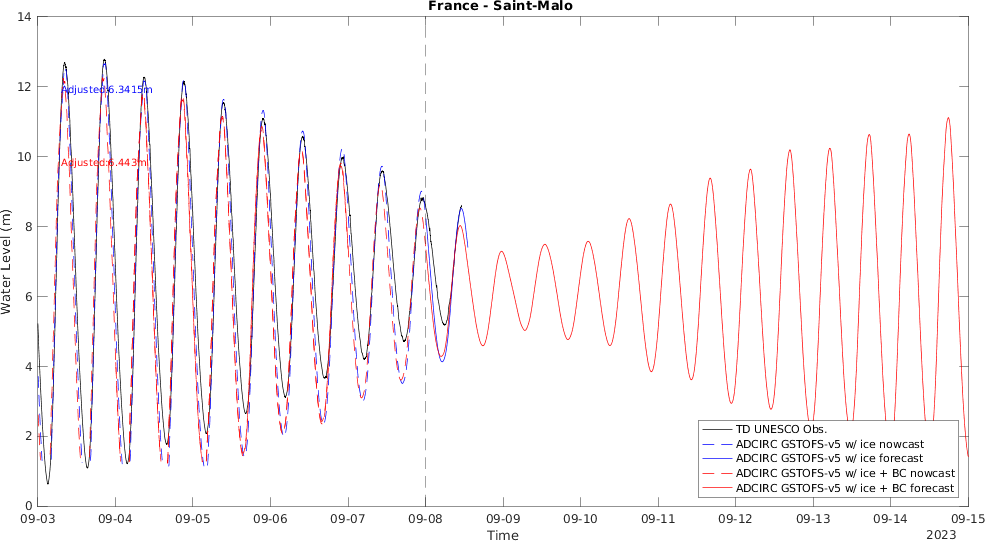 France - Saint-Malo
14
12
10
8
6
4
2
0
Water Level (m)
Adjusted:6.3415m
Adjusted:6.443m
TD UNESCO Obs.
ADCIRC GSTOFS-v5 w/ ice nowcast
ADCIRC GSTOFS-v5 w/ ice forecast
ADCIRC GSTOFS-v5 w/ ice + BC nowcast
ADCIRC GSTOFS-v5 w/ ice + BC forecast
09-03 09-04 09-05 09-06 09-07 09-08 09-09 09-10 09-11 09-12 09-13 09-14 09-15
Time
2023